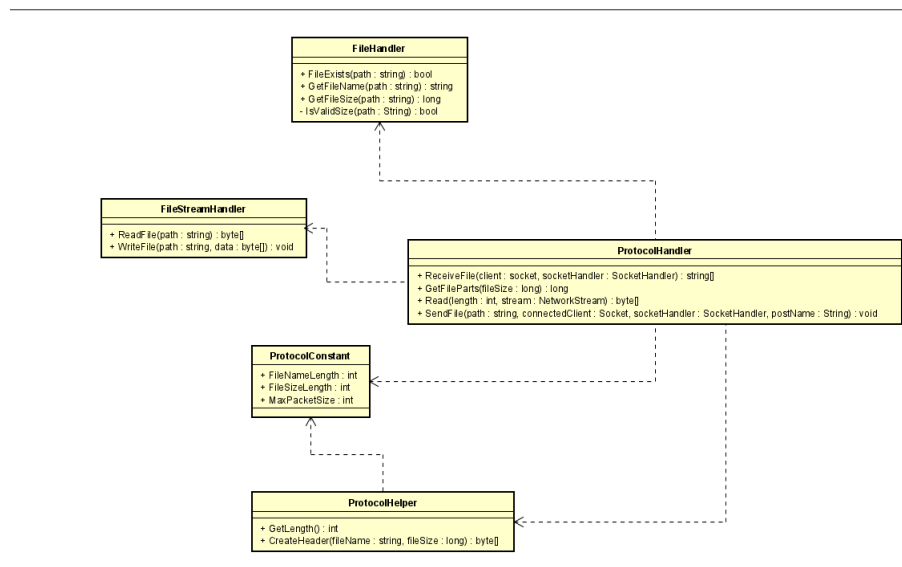 FileHandler
+ FileExists(path : string) : bool
+ GetFileName(path : string) : string
+ GetFileSize(path : string) : long
- IsValidSize(path : String) : bool
FileStreamHandler
+ ReadFile(path : string) : byte[]
+ WriteFile(path : string, data : byte[]) : void
ProtocolHandler
+ ReceiveFile(client : socket, socketHandler : SocketHandler) : string[]
+ GetFileParts(fileSize : long) : long
+ Read(length : int, stream : NetworkStream) : byte[]
+ SendFile(path : string, connectedClient : Socket, socketHandler : SocketHandler, postName : String) : void
ProtocolConstant
+ FileNameLength : int
+ FileSizeLength : int
+ MaxPacketSize : int
ProtocolHelper
+ GetLength() : int
+ CreateHeader(fileName : string, fileSize : long) : byte[]